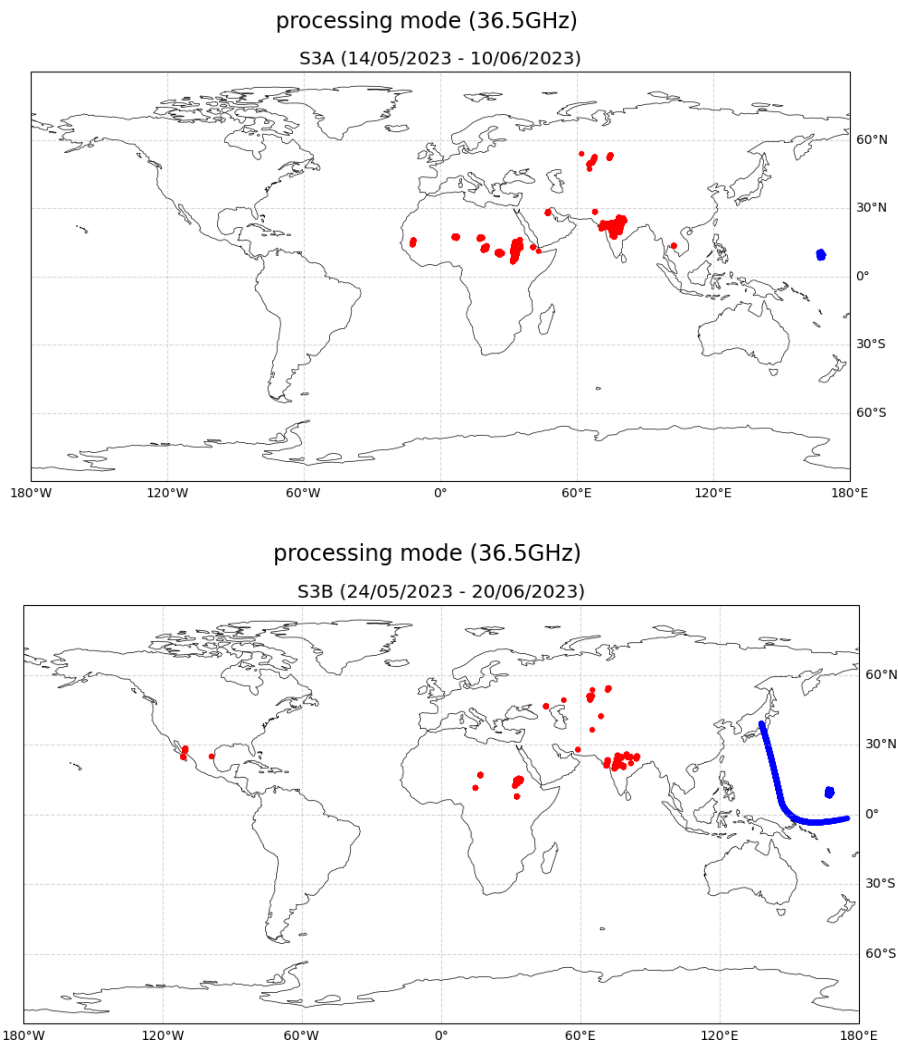 processing mode (36.5GHz)
S3A (14/05/2023 - 10/06/2023)
60°N
30°N
0°
30°S
60°S
180°W 120°W 60°W 0° 60°E 120°E 180°E
processing mode (36.5GHz)
S3B (24/05/2023 - 20/06/2023)
60°N
30°N
0°
30°S
60°S
180°W 120°W 60°W 0° 60°E 120°E 180°E